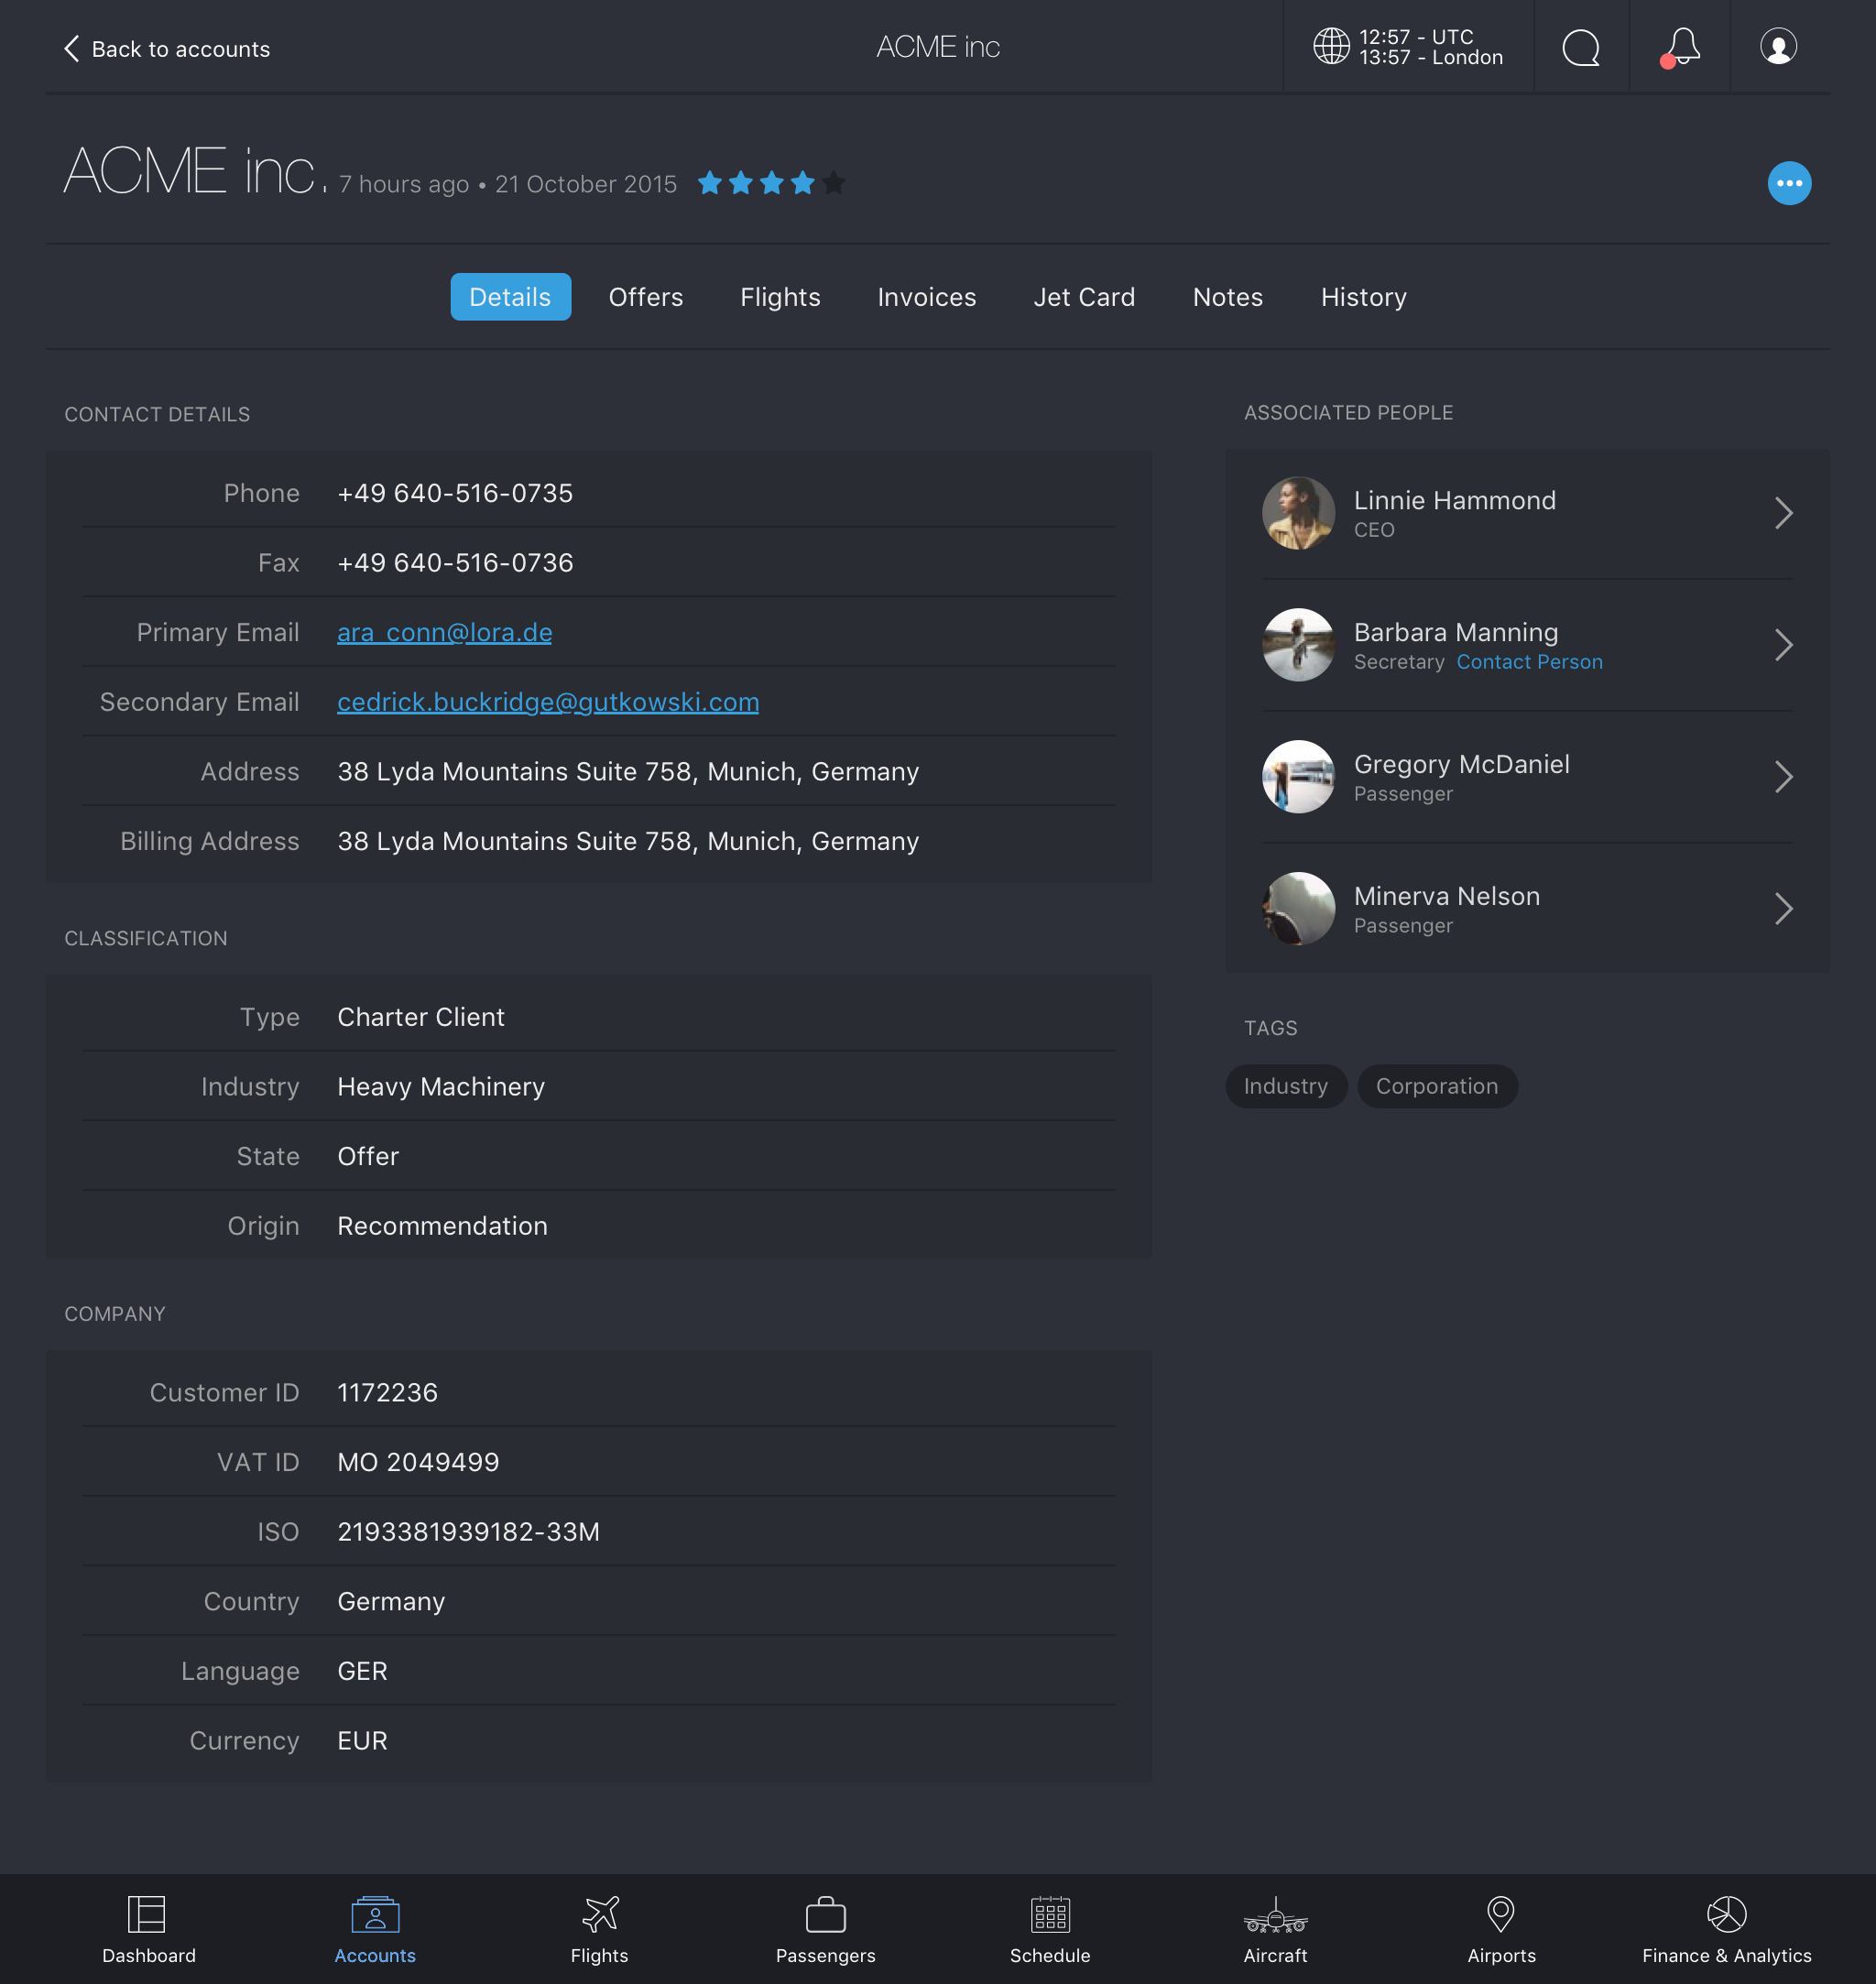 Back to accounts
ACME inc
12:57 - UTC
13:57 - London
ACME inc. 7 hours ago • 21 October 2015
Details Offers Flights Invoices Jet Card Notes History
CONTACT DETAILS
Phone +49 640-516-0735
Fax +49 640-516-0736
Primary Email ara_conn@lora.de
Secondary Email cedrick.buckridge@gutkowski.com
Address 38 Lyda Mountains Suite 758, Munich, Germany
Billing Address 38 Lyda Mountains Suite 758, Munich, Germany
CLASSIFICATION
Type Charter Client
Industry Heavy Machinery
State Offer
Origin Recommendation
COMPANY
Customer ID 1172236
VAT ID MO 2049499
ISO 2193381939182-33M
Country Germany
Language GER
Currency EUR
ASSOCIATED PEOPLE
Linnie Hammond
CEO
Barbara Manning
Secretary Contact Person
Gregory McDaniel
Passenger
Minerva Nelson
Passenger
TAGS
Industry Corporation
Dashboard Accounts Flights Passengers Schedule Aircraft Airports Finance & Analytics